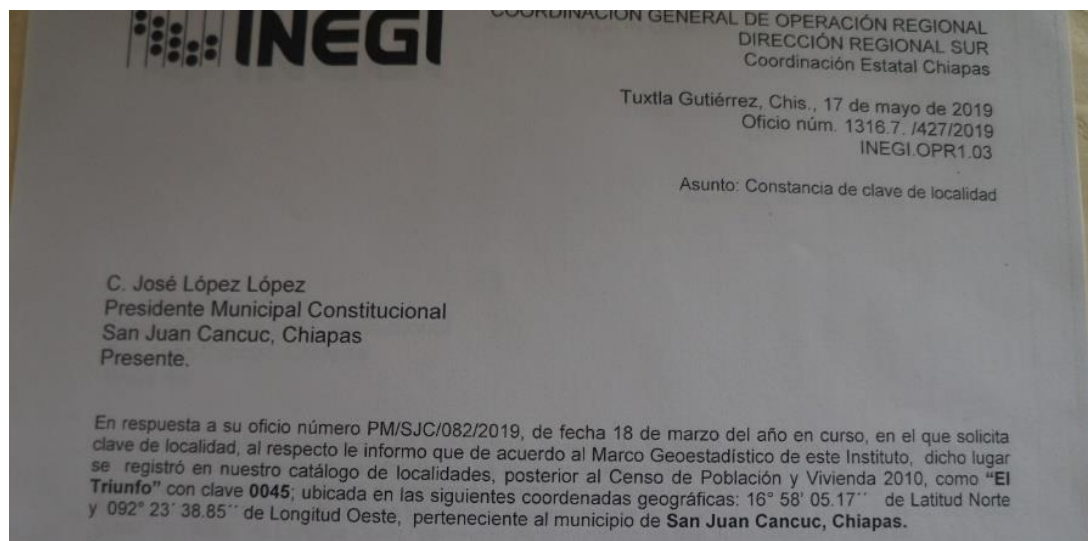 INEGI
COORDINACIÓN GENERAL DE OPERACIÓN REGIONAL
DIRECCIÓN REGIONAL SUR
Coordinación Estatal Chiapas
Tuxtla Gutiérrez, Chis., 17 de mayo de 2019
Oficio núm. 1316.7. /427/2019
INEGI.OPR1.03
Asunto: Constancia de clave de localidad
C. José López López
Presidente Municipal Constitucional
San Juan Cancuc, Chiapas
Presente.
En respuesta a su oficio número PM/SJC/082/2019, de fecha 18 de marzo del año en curso, en el que solicita
clave de localidad, al respecto le informo que de acuerdo al Marco Geoestadístico de este Instituto, dicho lugar
se registró en nuestro catálogo de localidades, posterior al Censo de Población y Vivienda 2010, como “El
Triunfo” con clave 0045; ubicada en las siguientes coordenadas geográficas: 16° 58´ 05.17´´ de Latitud Norte
y 092° 23´ 38.85´´ de Longitud Oeste, perteneciente al municipio de San Juan Cancuc, Chiapas.